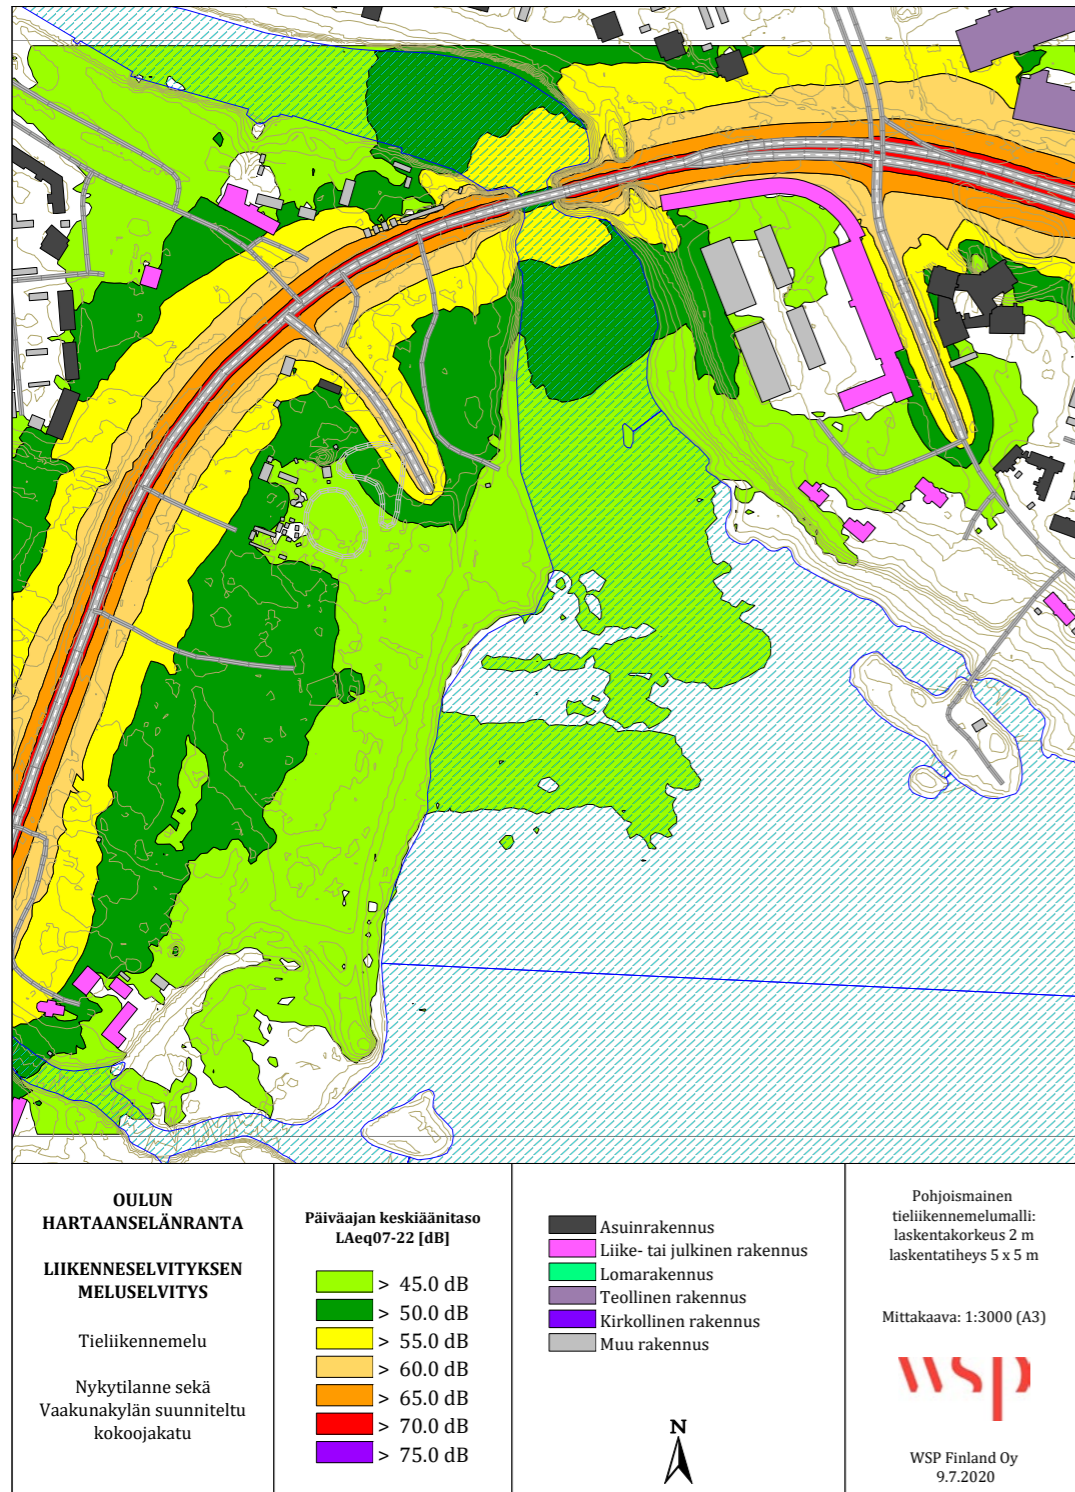 OULUN
HARTAANSELÄNRANTA
LIIKENNESELVITYKSEN
MELUSELVITYS
Tieliikennemelu
Nykytilanne sekä
Vaakunakylän suunniteltu
kokoojakatu
Päiväajan keskiäänitaso
LAeq07-22 [dB]
> 45.0 dB
> 50.0 dB
> 55.0 dB
> 60.0 dB
> 65.0 dB
> 70.0 dB
> 75.0 dB
Asuinrakennus
Liike- tai julkinen rakennus
Lomarakennus
Teollinen rakennus
Kirkollinen rakennus
Muu rakennus
N
Pohjoismainen
tieliikennemelumalli:
laskentakorkeus 2 m
laskentatiheys 5 x 5 m
Mittakaava: 1:3000 (A3)
wsp
WSP Finland Oy
9.7.2020